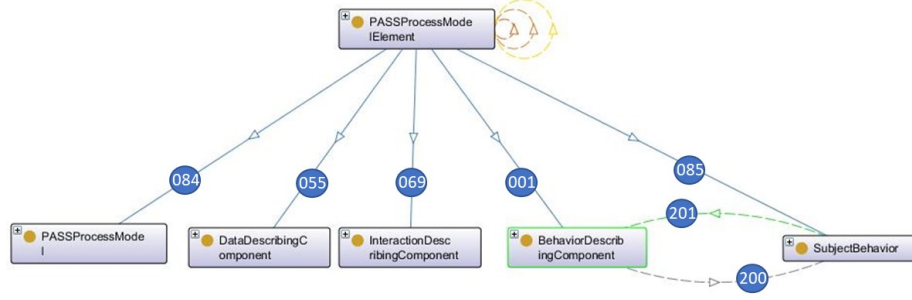 PASSProcessMode
lElement
084
055
069
001
085
201
PASSProcessMode
l
DataDescribingC
omponent
InteractionDesc
ribingComponent
BehaviorDescrib
ingComponent
SubjectBehavior
200